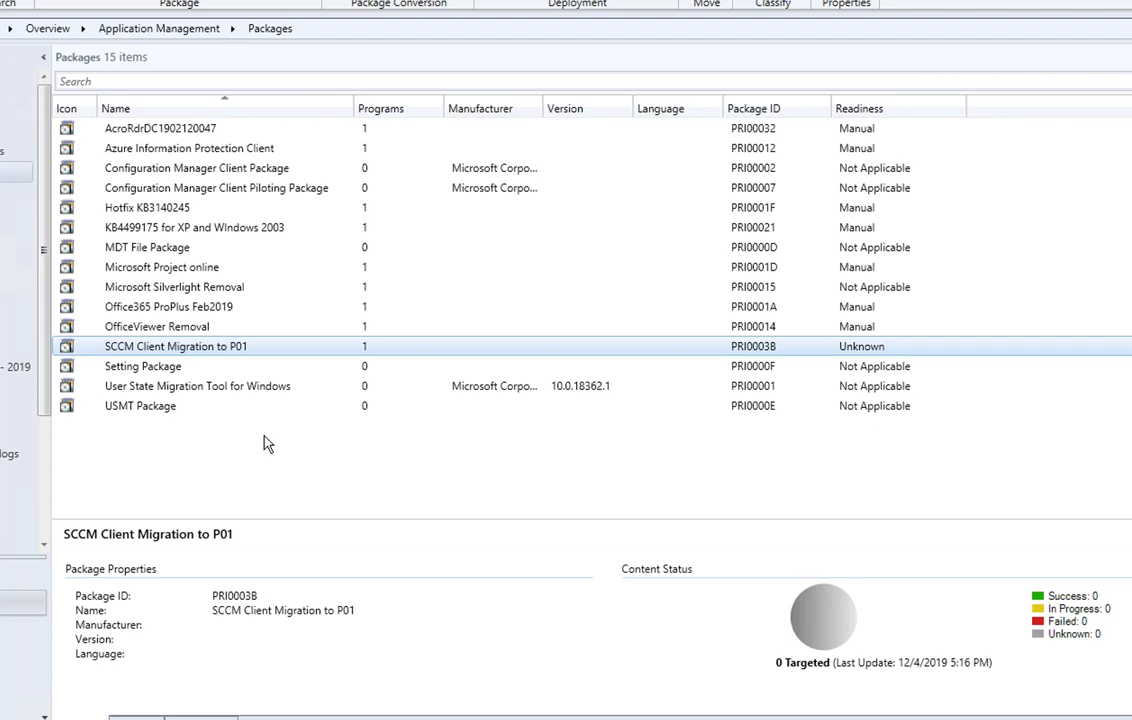 Package Package Conversion Deployment Move Classify Properties
Overview Application Management Packages
Packages 15 items
Search
Icon Name Programs Manufacturer Version Language Package ID Readiness
AcroRdrDC1902120047 1 PRI00032 Manual
Azure Information Protection Client 1 PRI00012 Manual
Configuration Manager Client Package 0 Microsoft Corpo... PRI00002 Not Applicable
Configuration Manager Client Piloting Package 0 Microsoft Corpo... PRI00007 Not Applicable
Hotfix KB3140245 1 PRI0001F Manual
KB4499175 for XP and WIndows 2003 1 PRI00021 Manual
MDT File Package 0 PRI0000D Not Applicable
Microsoft Project online 1 PRI0001D Manual
Microsoft Silverlight Removal 1 PRI00015 Not Applicable
Office365 ProPlus Feb2019 1 PRI0001A Manual
OfficeViewer Removal 1 PRI00014 Manual
SCCM Client Migration to P01 1 PRI0003B Unknown
- 2019 Setting Package 0 PRI0000F Not Applicable
User State Migration Tool for Windows 0 Microsoft Corpo... 10.0.18362.1 PRI00001 Not Applicable
USMT Package 0 PRI0000E Not Applicable
logs
SCCM Client Migration to P01
Package Properties
Package ID: PRI0003B
Name: SCCM Client Migration to P01
Manufacturer:
Version:
Language:
Content Status
Success: 0
In Progress: 0
Failed: 0
Unknown: 0
0 Targeted (Last Update: 12/4/2019 5:16 PM)